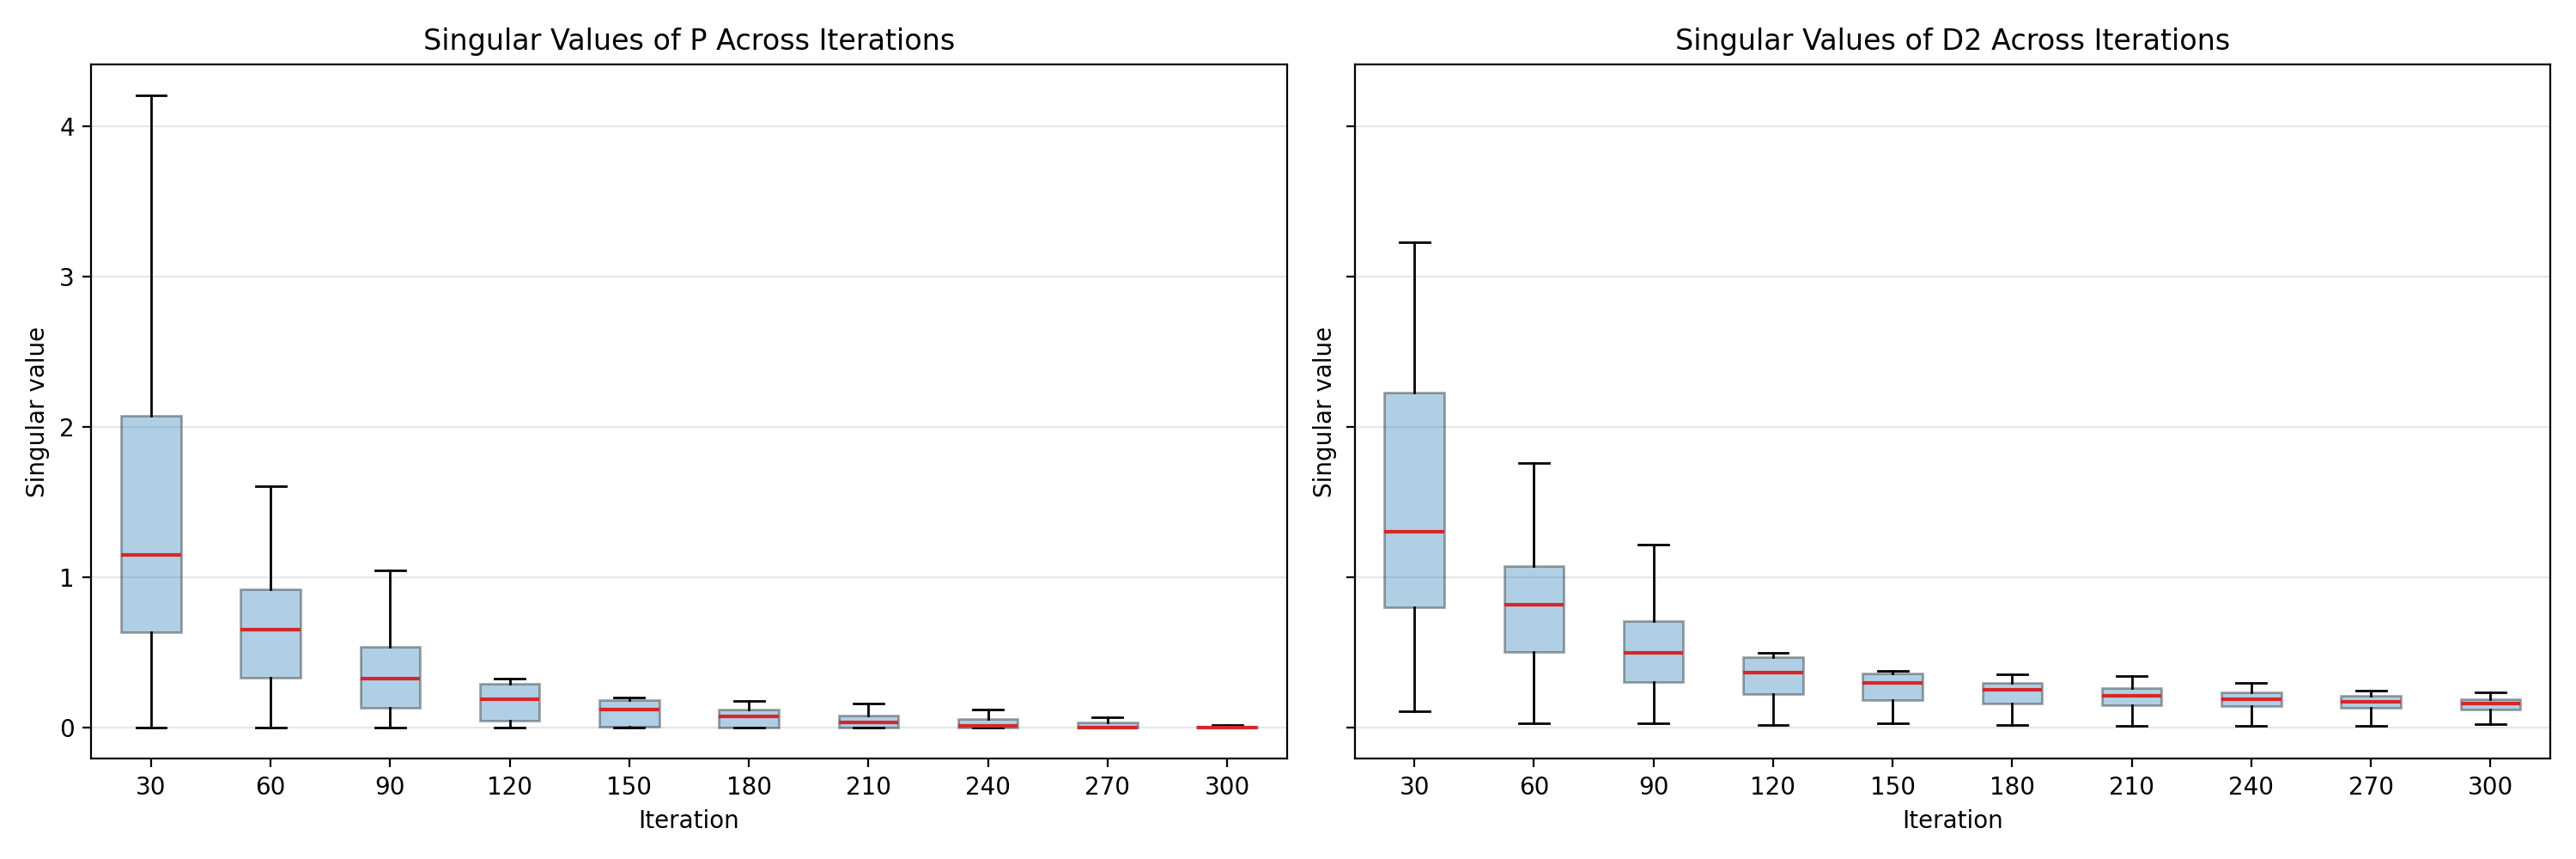 Singular Values of P Across Iterations
Singular value
4
3
2
1
0
30 60 90 120 150 180 210 240 270 300
Iteration
Singular Values of D2 Across Iterations
Singular value
30 60 90 120 150 180 210 240 270 300
Iteration